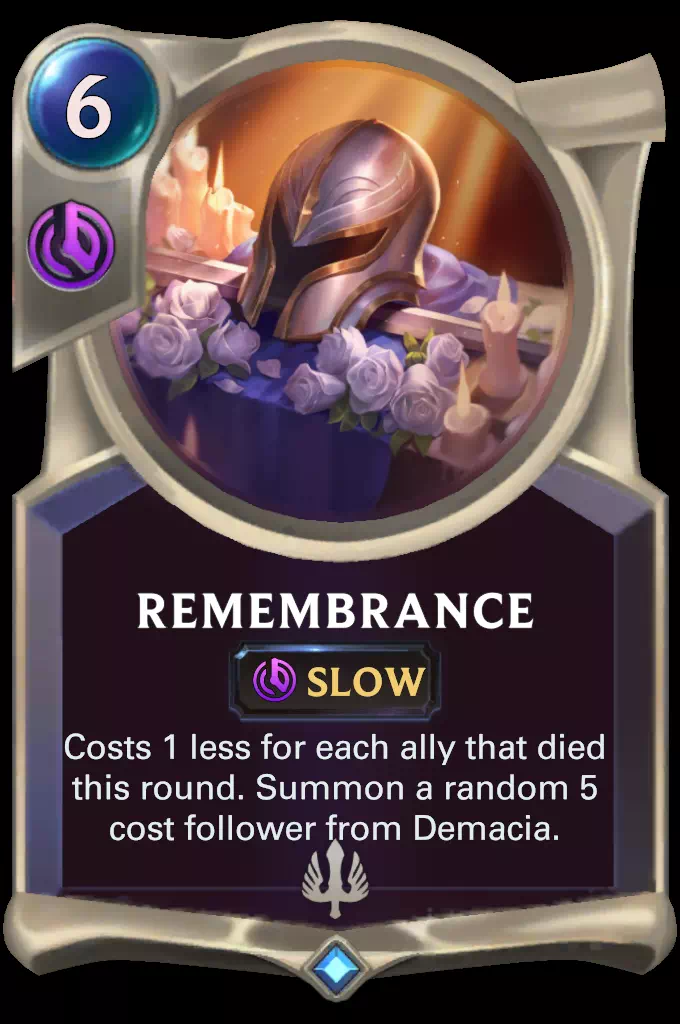 6
REMEMBRANCE
SLOW
Costs 1 less for each ally that died
this round. Summon a random 5
cost follower from Demacia.